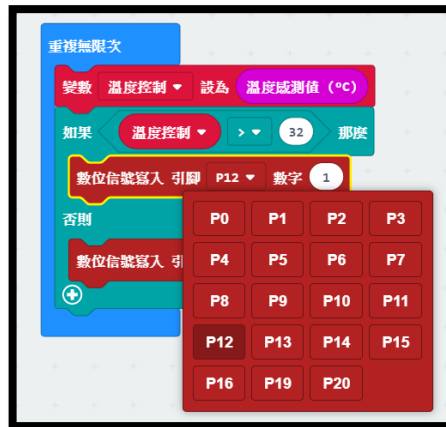 重複無限次
變數 溫度控制 設為 溫度感測值 (ºC)
如果 溫度控制 > 32 那麼
數位信號寫入 引腳 P12 數字 1
否則
數位信號寫入 引
P0 P1 P2 P3
P4 P5 P6 P7
P8 P9 P10 P11
P12 P13 P14 P15
P16 P19 P20